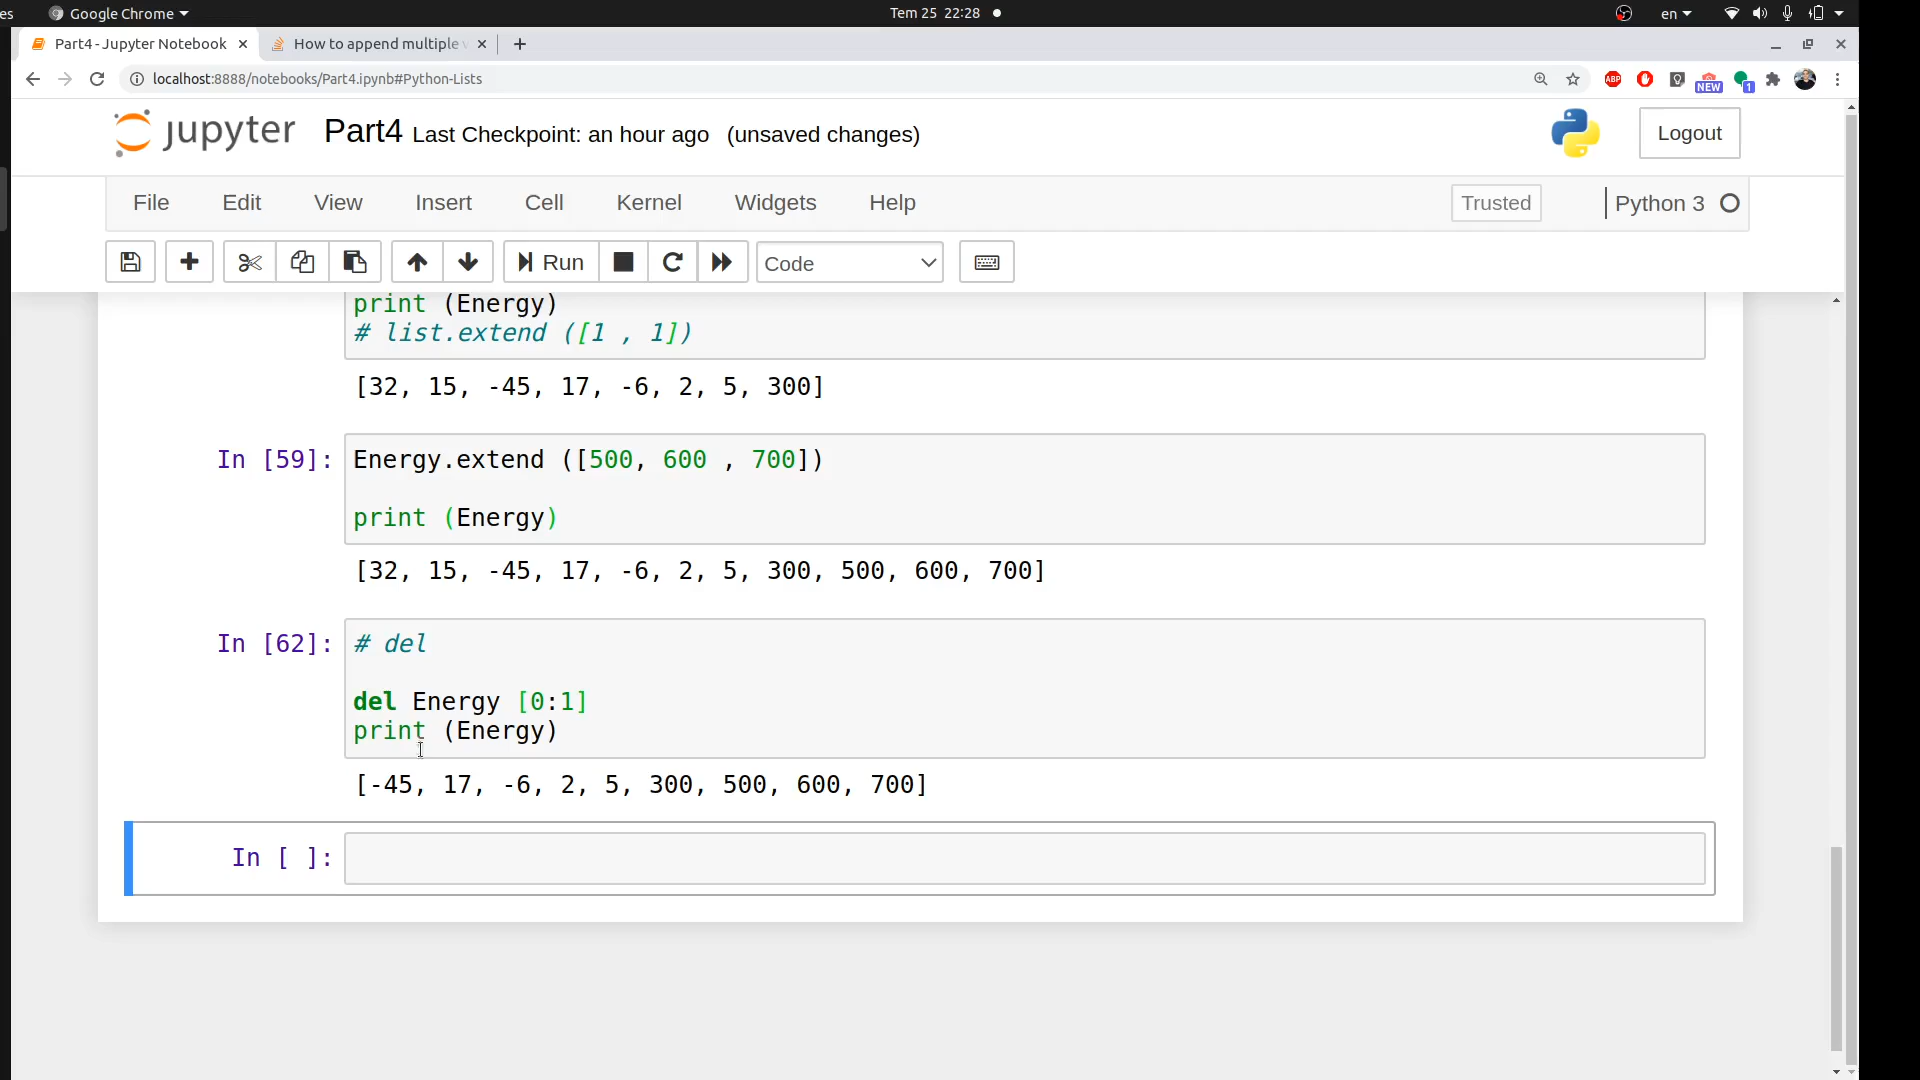 es Google Chrome Tem 25 22:28 en
Part4 - Jupyter Notebook How to append multiple
localhost:8888/notebooks/Part4.ipynb#Python-Lists ABP NEW 1
jupyter Part4 Last Checkpoint: an hour ago (unsaved changes) Logout
File Edit View Insert Cell Kernel Widgets Help Trusted Python 3
Run Code
print (Energy)
# list.extend ([1 , 1])
[32, 15, -45, 17, -6, 2, 5, 300]
In [59]: Energy.extend ([500, 600 , 700])
print (Energy)
[32, 15, -45, 17, -6, 2, 5, 300, 500, 600, 700]
In [62]: # del
del Energy [0:1]
print (Energy)
[-45, 17, -6, 2, 5, 300, 500, 600, 700]
In [ ]: